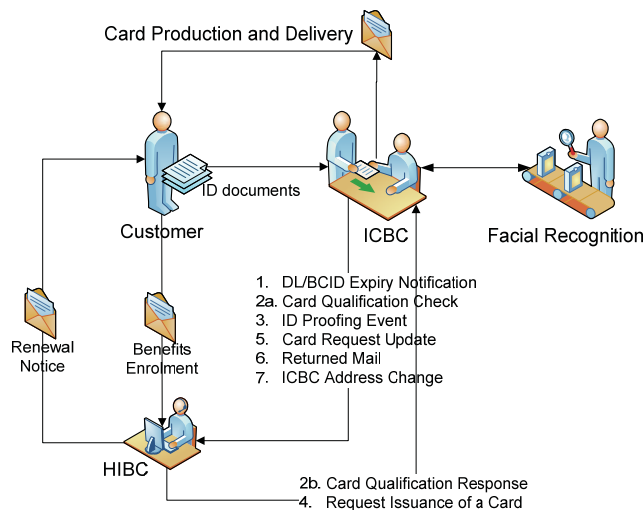 Card Production and Delivery
ID documents
Customer
ICBC
Facial Recognition
1. DL/BCID Expiry Notification
2a. Card Qualification Check
3. ID Proofing Event
5. Card Request Update
6. Returned Mail
7. ICBC Address Change
Renewal
Notice
Benefits
Enrolment
HIBC
2b. Card Qualification Response
4. Request Issuance of a Card